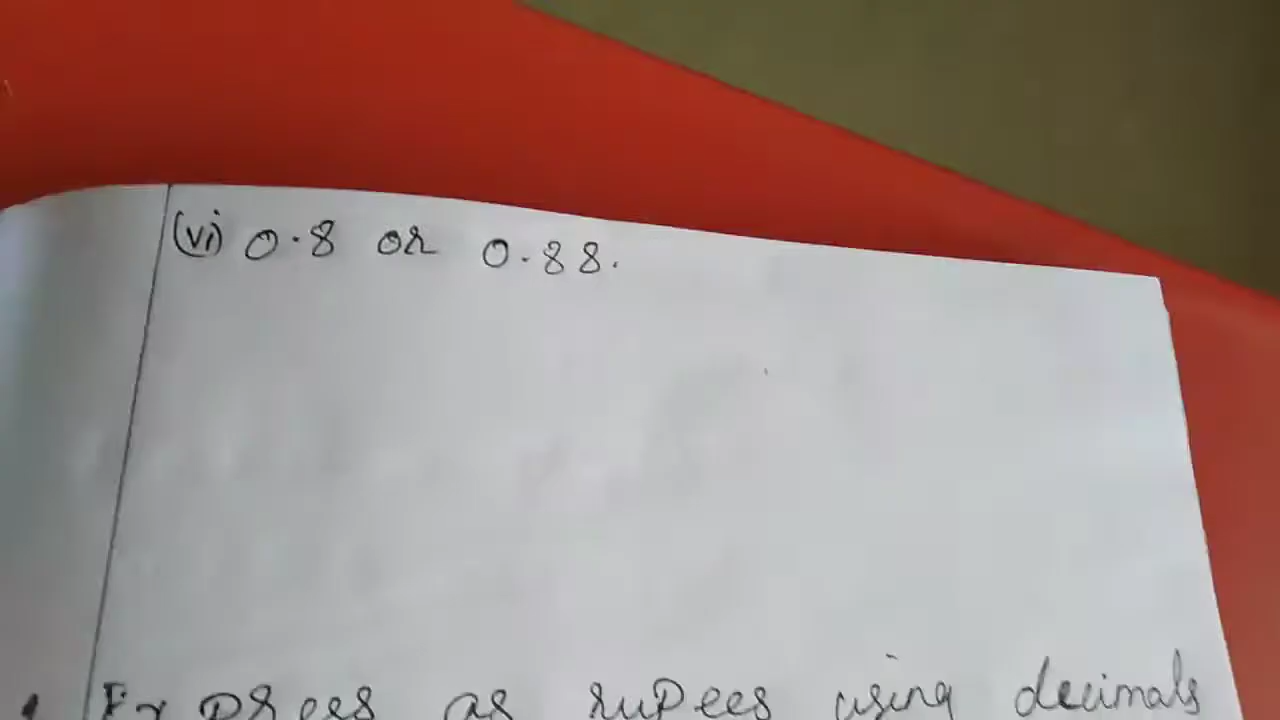 (vi) 0.8 or 0.88.
Express as rupees using decimals